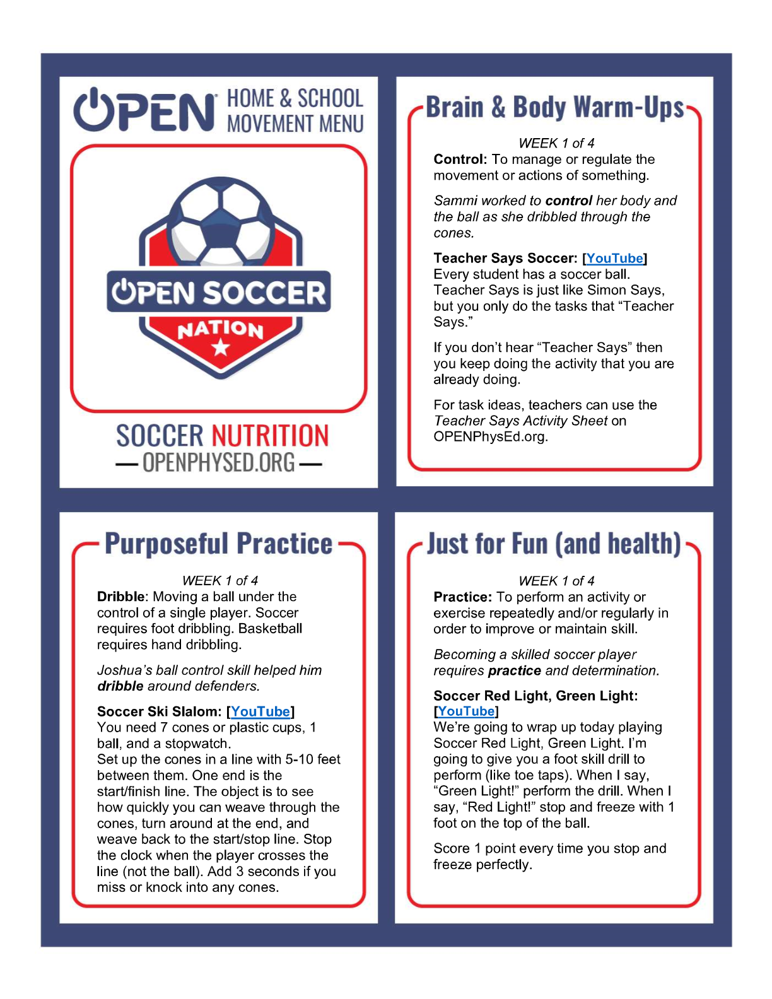 OPEN HOME & SCHOOL
MOVEMENT MENU
OPEN SOCCER
NATION
SOCCER NUTRITION
— OPENPHYSED.ORG —
Brain & Body Warm-Ups
WEEK 1 of 4
Control: To manage or regulate the
movement or actions of something.
Sammi worked to control her body and
the ball as she dribbled through the
cones.
Teacher Says Soccer: [YouTube]
Every student has a soccer ball.
Teacher Says is just like Simon Says,
but you only do the tasks that “Teacher
Says.”
If you don’t hear “Teacher Says” then
you keep doing the activity that you are
already doing.
For task ideas, teachers can use the
Teacher Says Activity Sheet on
OPENPhysEd.org.
Purposeful Practice
WEEK 1 of 4
Dribble: Moving a ball under the
control of a single player. Soccer
requires foot dribbling. Basketball
requires hand dribbling.
Joshua’s ball control skill helped him
dribble around defenders.
Soccer Ski Slalom: [YouTube]
You need 7 cones or plastic cups, 1
ball, and a stopwatch.
Set up the cones in a line with 5-10 feet
between them. One end is the
start/finish line. The object is to see
how quickly you can weave through the
cones, turn around at the end, and
weave back to the start/stop line. Stop
the clock when the player crosses the
line (not the ball). Add 3 seconds if you
miss or knock into any cones.
Just for Fun (and health)
WEEK 1 of 4
Practice: To perform an activity or
exercise repeatedly and/or regularly in
order to improve or maintain skill.
Becoming a skilled soccer player
requires practice and determination.
Soccer Red Light, Green Light:
[YouTube]
We’re going to wrap up today playing
Soccer Red Light, Green Light. I’m
going to give you a foot skill drill to
perform (like toe taps). When I say,
“Green Light!” perform the drill. When I
say, “Red Light!” stop and freeze with 1
foot on the top of the ball.
Score 1 point every time you stop and
freeze perfectly.